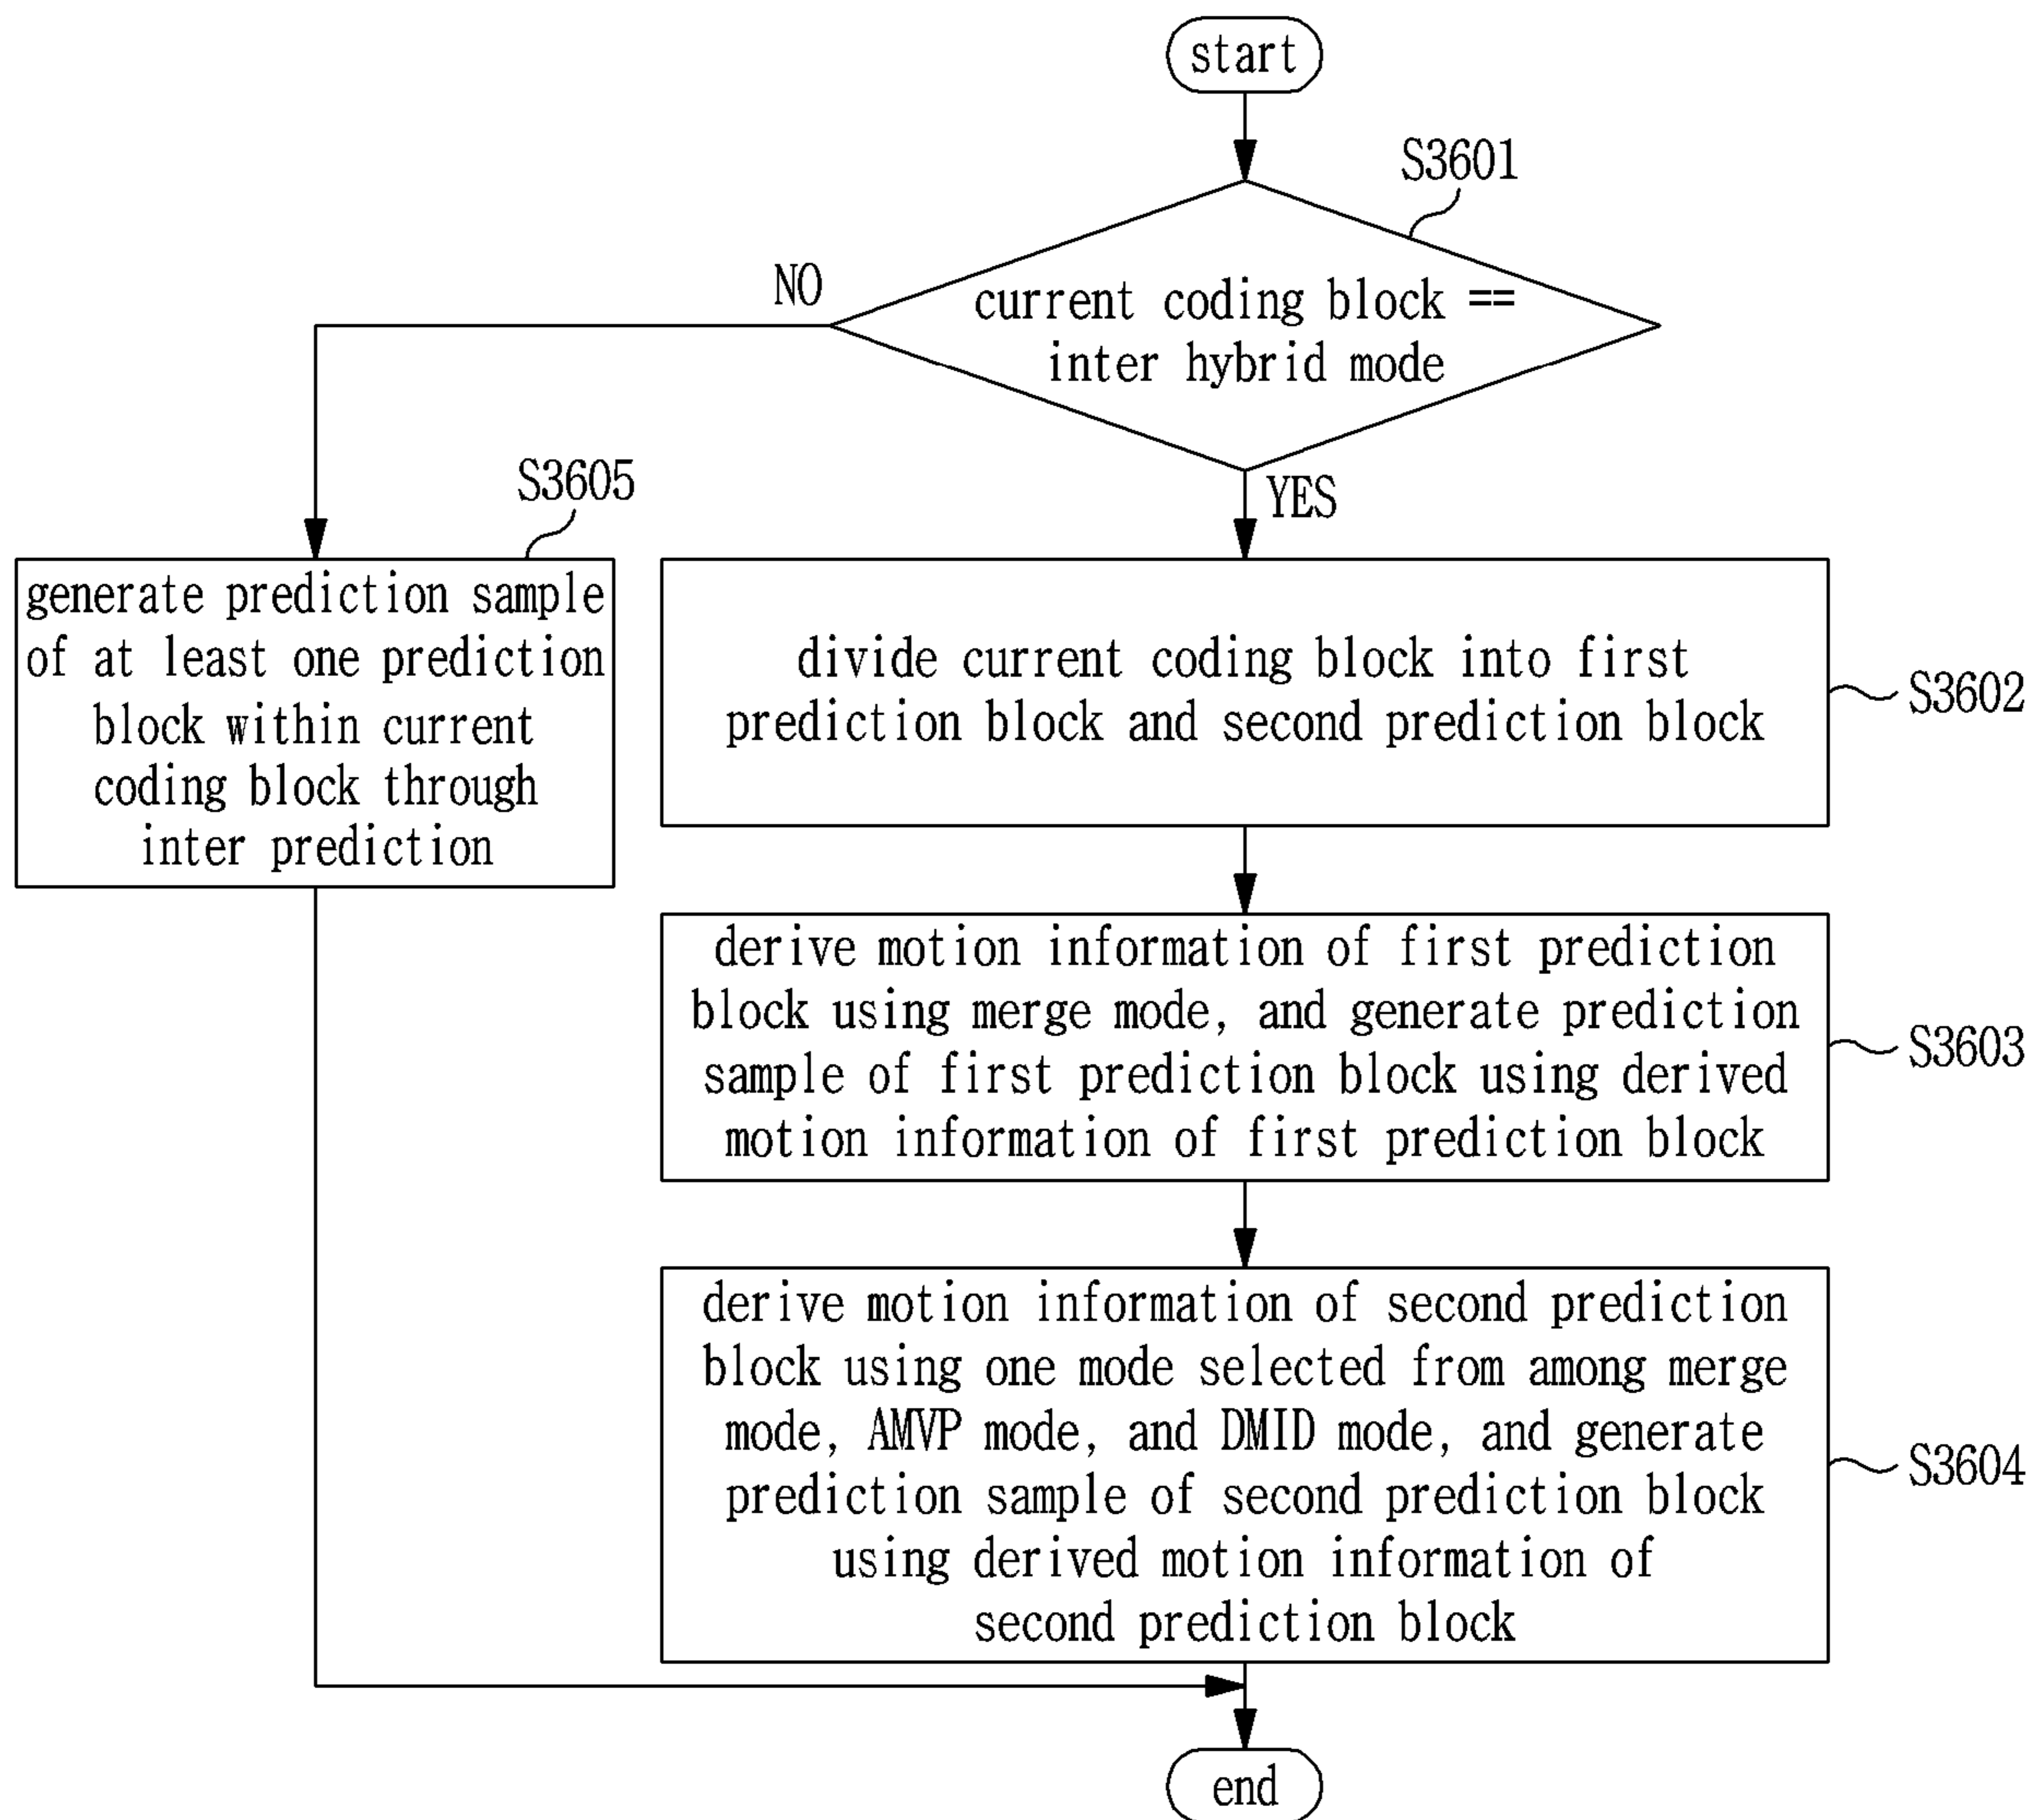 start
S3601
NO
current coding block ==
inter hybrid mode
YES
S3605
generate prediction sample
of at least one prediction
block within current
coding block through
inter prediction
divide current coding block into first
prediction block and second prediction block
S3602
derive motion information of first prediction
block using merge mode, and generate prediction
sample of first prediction block using derived
motion information of first prediction block
S3603
derive motion information of second prediction
block using one mode selected from among merge
mode, AMVP mode, and DMID mode, and generate
prediction sample of second prediction block
using derived motion information of
second prediction block
S3604
end